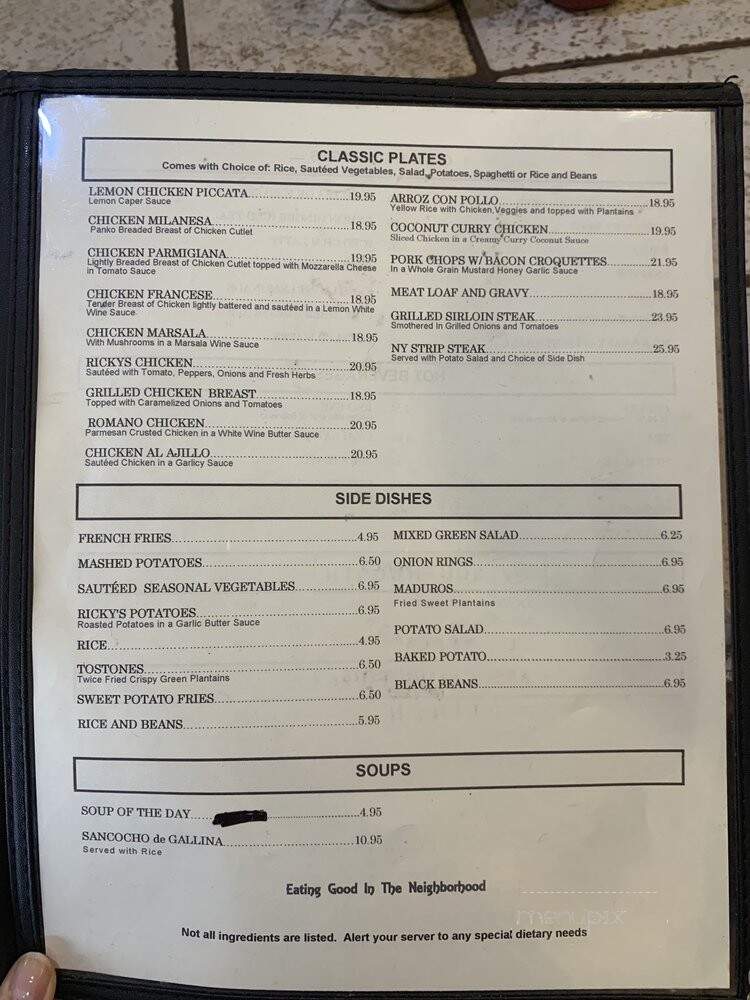 CLASSIC PLATES
Comes with Choice of: Rice, Sautéed Vegetables, Salad, Potatoes, Spaghetti or Rice and Beans
LEMON CHICKEN PICCATA 19.95
Lemon Caper Sauce
CHICKEN MILANESA 18.95
Panko Breaded Breast of Chicken Cutlet
CHICKEN PARMIGIANA 19.95
Lightly Breaded Breast of Chicken Cutlet topped with Mozzarella Cheese
in Tomato Sauce
CHICKEN FRANCESE 18.95
Tender Breast of Chicken lightly battered and sautéed in a Lemon White
Wine Sauce
CHICKEN MARSALA 18.95
With Mushrooms in a Marsala Wine Sauce
RICKYS CHICKEN 20.95
Sautéed with Tomato, Peppers, Onions and Fresh Herbs
GRILLED CHICKEN BREAST 18.95
Topped with Caramelized Onions and Tomatoes
ROMANO CHICKEN 20.95
Parmesan Crusted Chicken in a White Wine Butter Sauce
CHICKEN AL AJILLO 20.95
Sautéed Chicken in a Garlicy Sauce
ARROZ CON POLLO 18.95
Yellow Rice with Chicken, Veggies and topped with Plantains
COCONUT CURRY CHICKEN 19.95
Sliced Chicken in a Creamy Curry Coconut Sauce
PORK CHOPS W/ BACON CROQUETTES 21.95
In a Whole Grain Mustard Honey Garlic Sauce
MEAT LOAF AND GRAVY 18.95
GRILLED SIRLOIN STEAK 23.95
Smothered In Grilled Onions and Tomatoes
NY STRIP STEAK 25.95
Served with Potato Salad and Choice of Side Dish
SIDE DISHES
FRENCH FRIES 4.95
MASHED POTATOES 6.50
SAUTÉED SEASONAL VEGETABLES 6.95
RICKY'S POTATOES 6.95
Roasted Potatoes in a Garlic Butter Sauce
RICE 4.95
TOSTONES 6.50
Twice Fried Crispy Green Plantains
SWEET POTATO FRIES 6.50
RICE AND BEANS 5.95
MIXED GREEN SALAD 6.25
ONION RINGS 6.95
MADUROS 6.95
Fried Sweet Plantains
POTATO SALAD 6.95
BAKED POTATO 3.25
BLACK BEANS 6.95
SOUPS
SOUP OF THE DAY 4.95
SANCOCHO de GALLINA 10.95
Served with Rice
Eating Good In The Neighborhood
Not all ingredients are listed. Alert your server to any special dietary needs